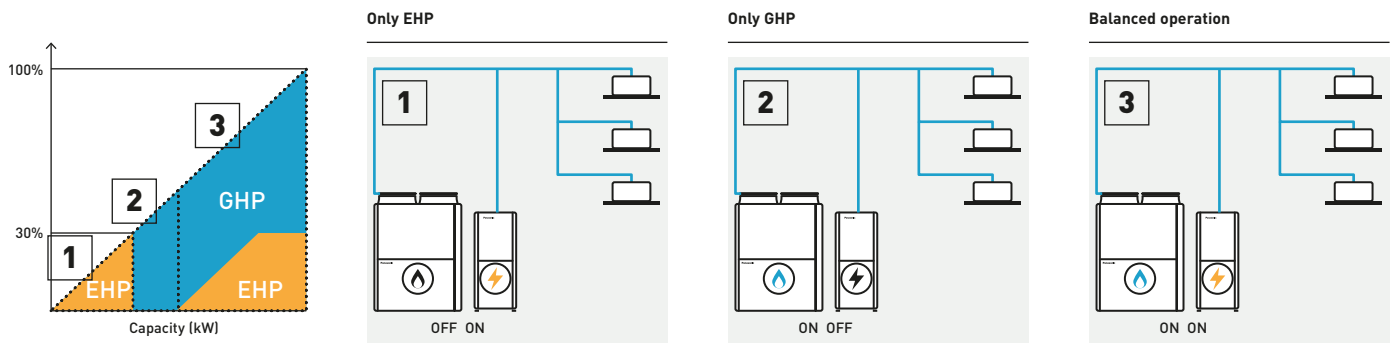 100%
30%
1
2
3
EHP
GHP
EHP
Capacity (kW)
Only EHP
1
OFF ON
Only GHP
2
ON OFF
Balanced operation
3
ON ON